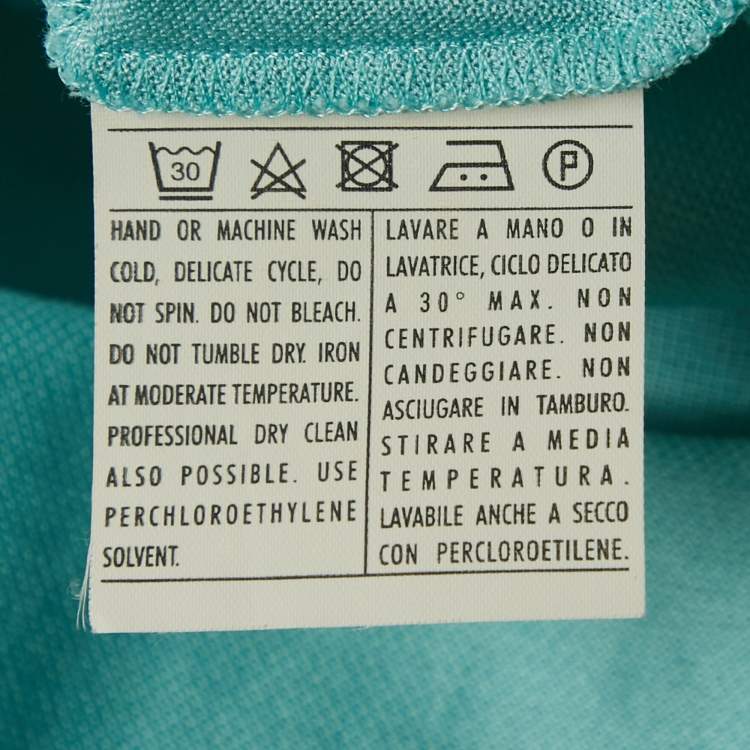 30
P
HAND OR MACHINE WASH
COLD, DELICATE CYCLE, DO
NOT SPIN. DO NOT BLEACH.
DO NOT TUMBLE DRY. IRON
AT MODERATE TEMPERATURE.
PROFESSIONAL DRY CLEAN
ALSO POSSIBLE. USE
PERCHLOROETHYLENE
SOLVENT.
LAVARE A MANO O IN
LAVATRICE, CICLO DELICATO
A 30° MAX. NON
CENTRIFUGARE. NON
CANDEGGIARE. NON
ASCIUGARE IN TAMBURO.
STIRARE A MEDIA
TEMPERATURA.
LAVABILE ANCHE A SECCO
CON PERCLOROETILENE.